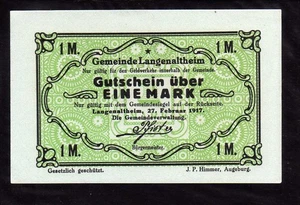 1 M. 1 M.
Gemeinde Langenaltheim
Nur gültig für den Geldverkehr innerhalb der Gemeinde.
Gutschein über
EINE MARK
Nur gültig mit dem Gemeindesiegel auf der Rückseite.
Langenaltheim, 27. Februar 1917.
Die Gemeindeverwaltung.
Bürgermeister.
1 M. 1 M.
Gesetzlich geschützt. J. P. Himmer, Augsburg.